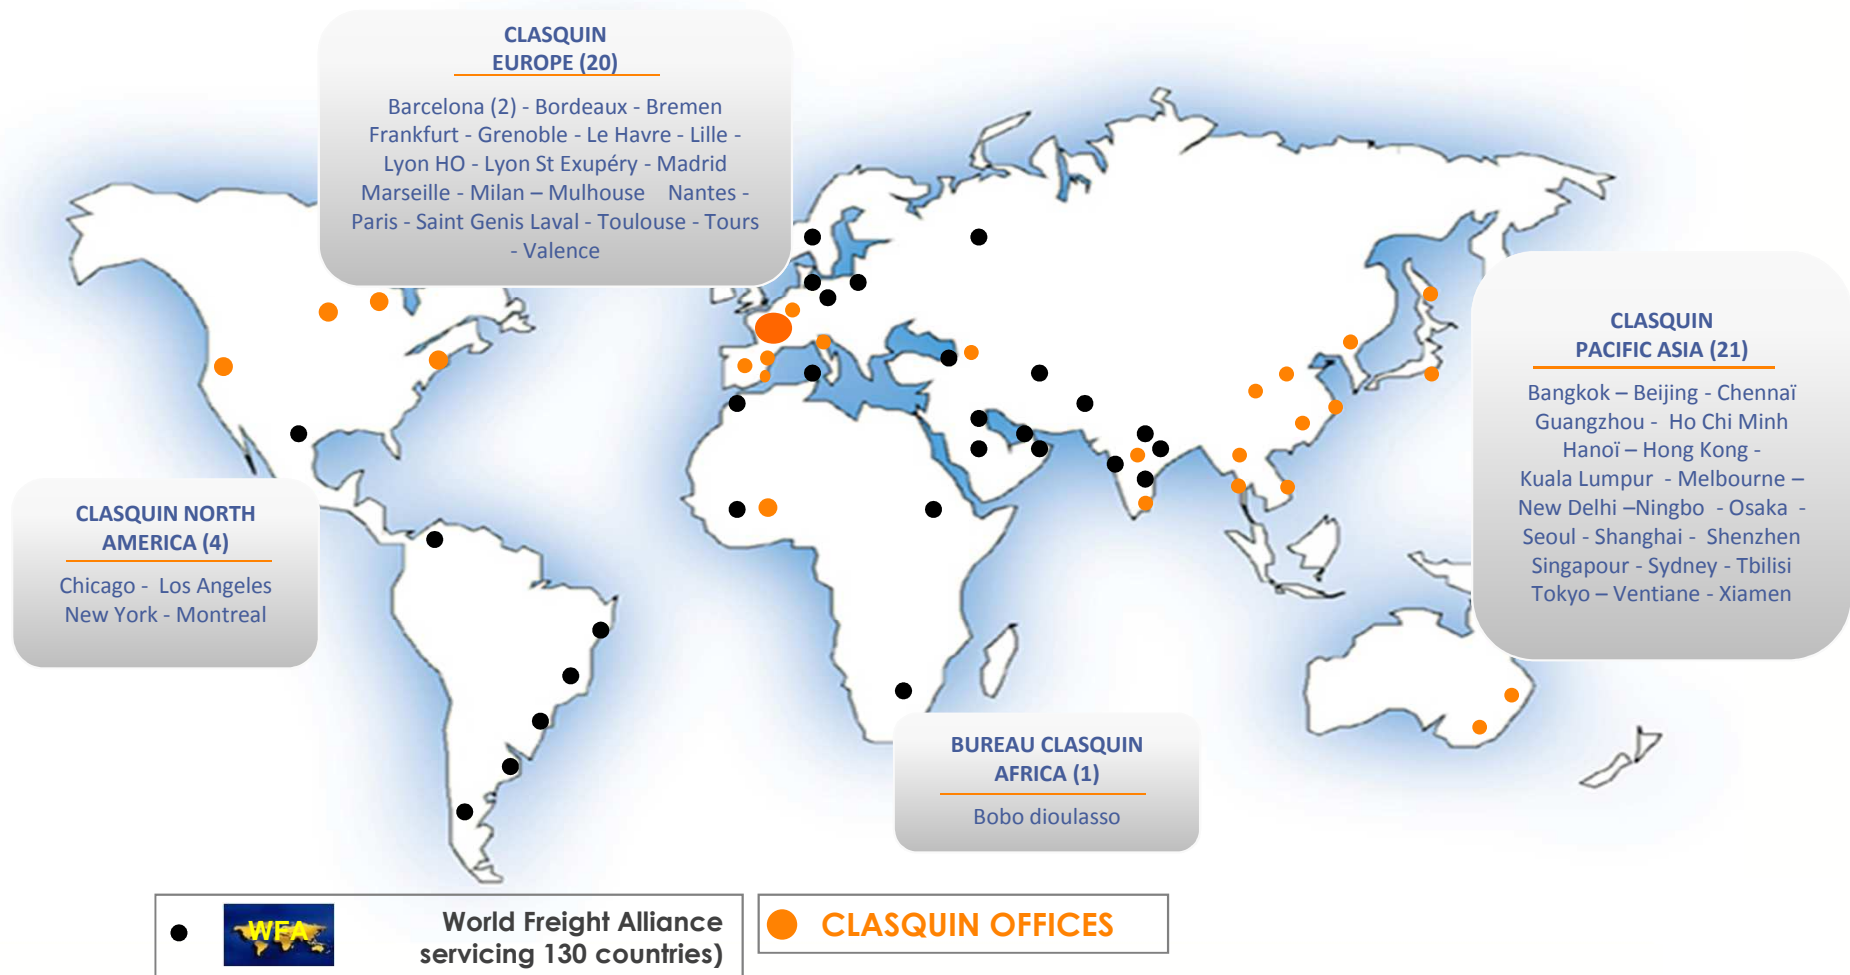 CLASQUIN
EUROPE (20)
Barcelona (2) - Bordeaux - Bremen
Frankfurt - Grenoble - Le Havre - Lille -
Lyon HO - Lyon St Exupéry - Madrid
Marseille - Milan – Mulhouse Nantes -
Paris - Saint Genis Laval - Toulouse - Tours
- Valence
CLASQUIN
PACIFIC ASIA (21)
Bangkok – Beijing - Chennaï
Guangzhou - Ho Chi Minh
Hanoï – Hong Kong -
Kuala Lumpur - Melbourne –
New Delhi –Ningbo - Osaka -
Seoul - Shanghai - Shenzhen
Singapour - Sydney - Tbilisi
Tokyo – Ventiane - Xiamen
CLASQUIN NORTH
AMERICA (4)
Chicago - Los Angeles
New York - Montreal
BUREAU CLASQUIN
AFRICA (1)
Bobo dioulasso
WFA
World Freight Alliance
servicing 130 countries)
CLASQUIN OFFICES